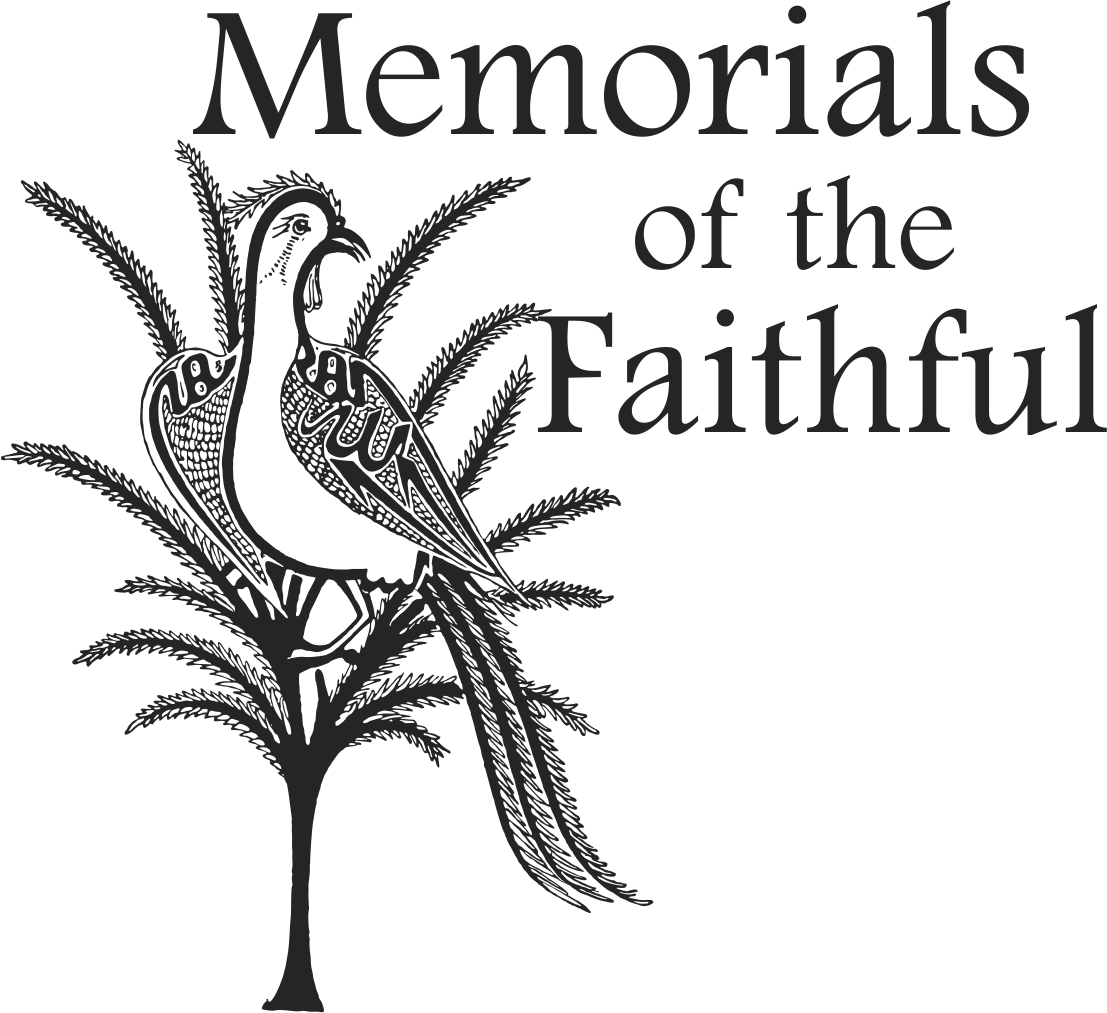 Memorials
of the
Faithful